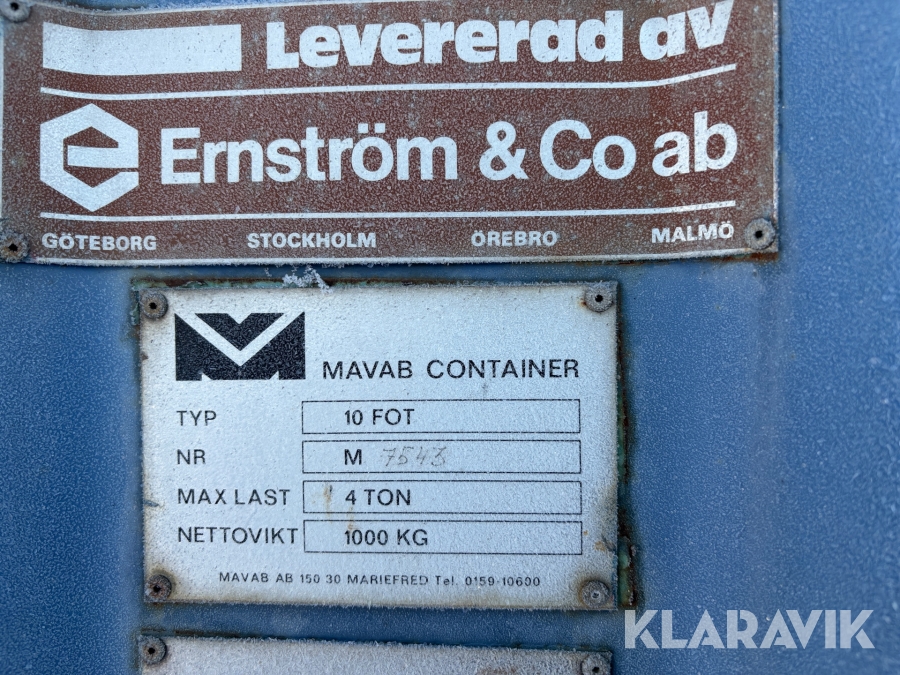 Levererad av
Ernström & Co ab
GÖTEBORG STOCKHOLM ÖREBRO MALMÖ
MAVAB CONTAINER
TYP 10 FOT
NR M 7543
MAX LAST 4 TON
NETTOVIKT 1000 KG
MAVAB AB 150 30 MARIEFRED Tel. 0159-10600
KLARAVIK